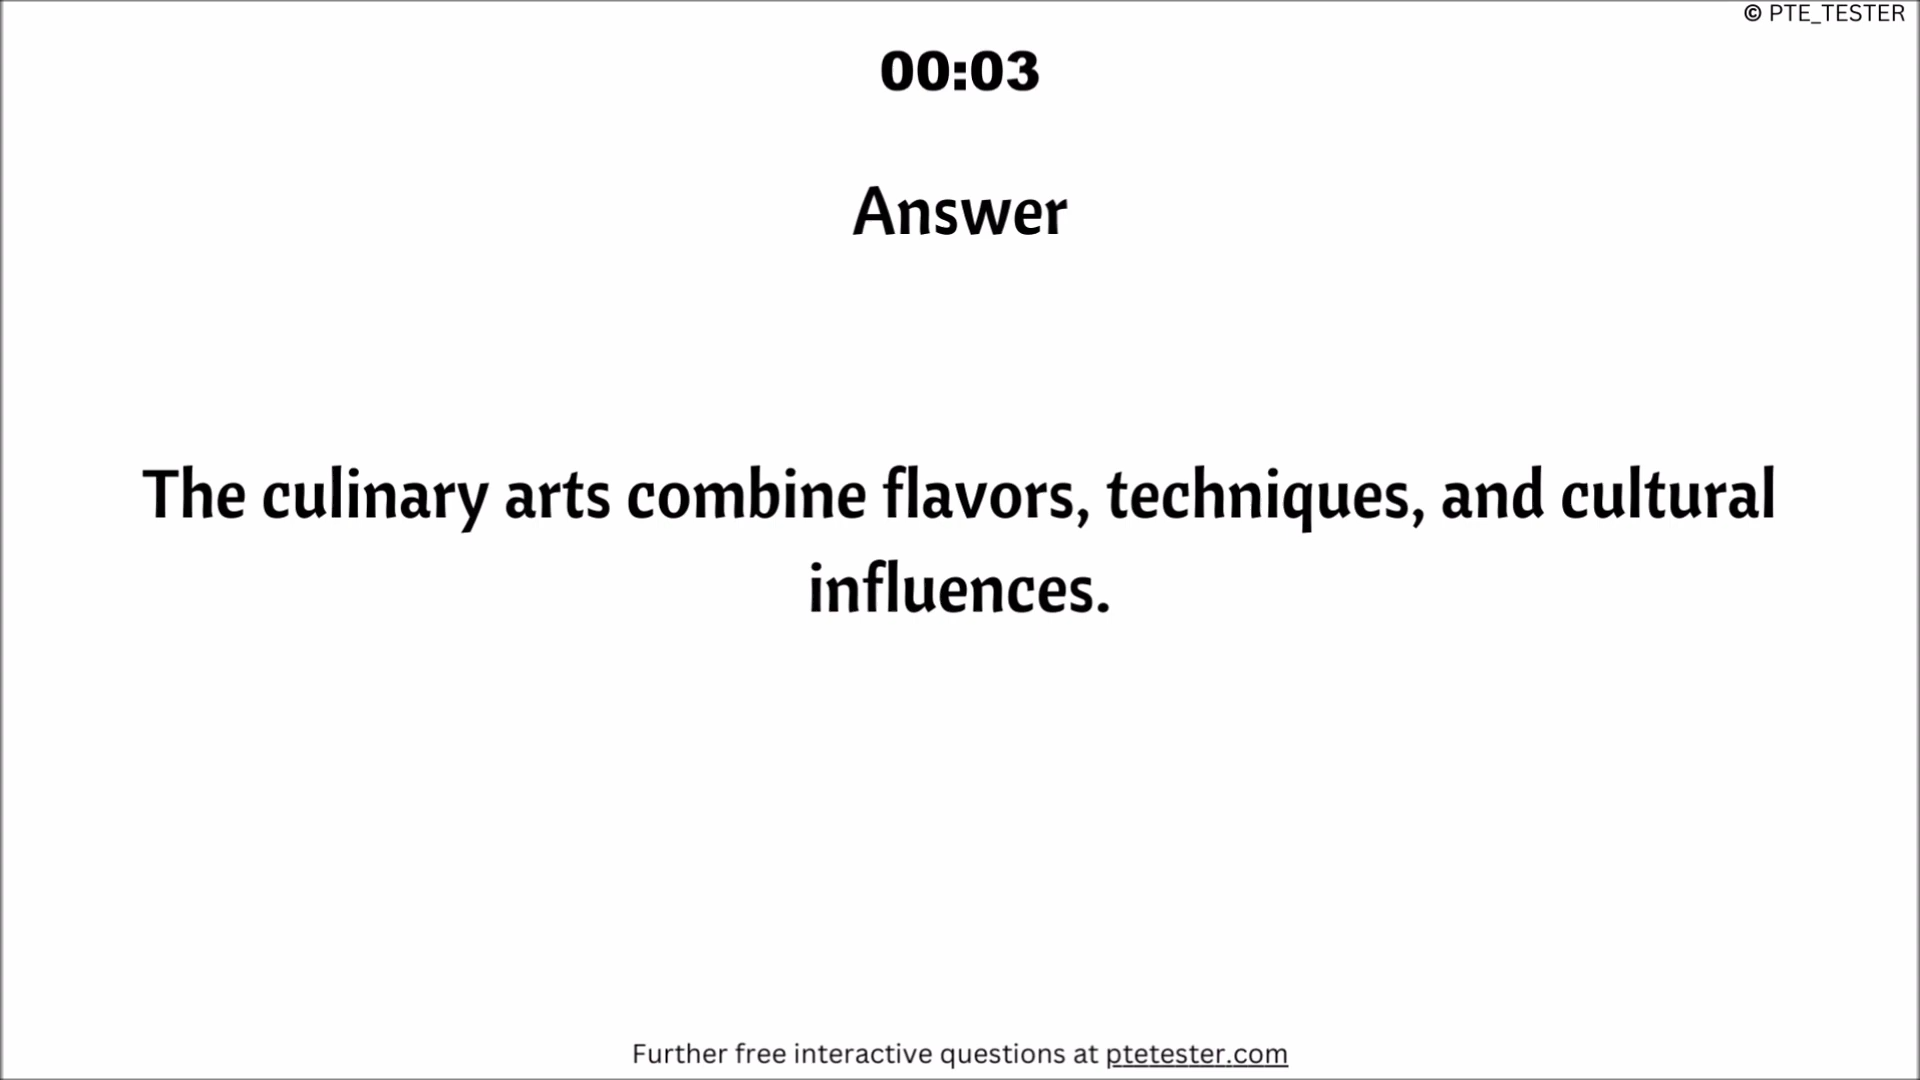 © PTE_TESTER
00:03
Answer
The culinary arts combine flavors, techniques, and cultural
influences.
Further free interactive questions at ptetester.com